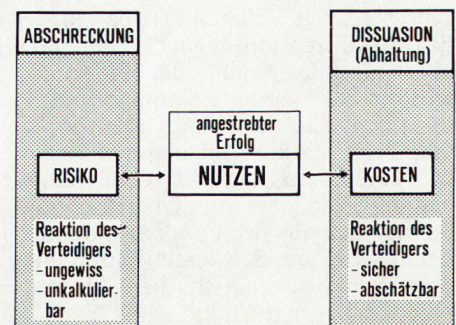 ABSCHRECKUNG
DISSUASION
(Abhaltung)
angestrebter
Erfolg
RISIKO
NUTZEN
KOSTEN
Reaktion des
Verteidigers
- ungewiss
- unkalkulier-
bar
Reaktion des
Verteidigers
- sicher
- abschätzbar